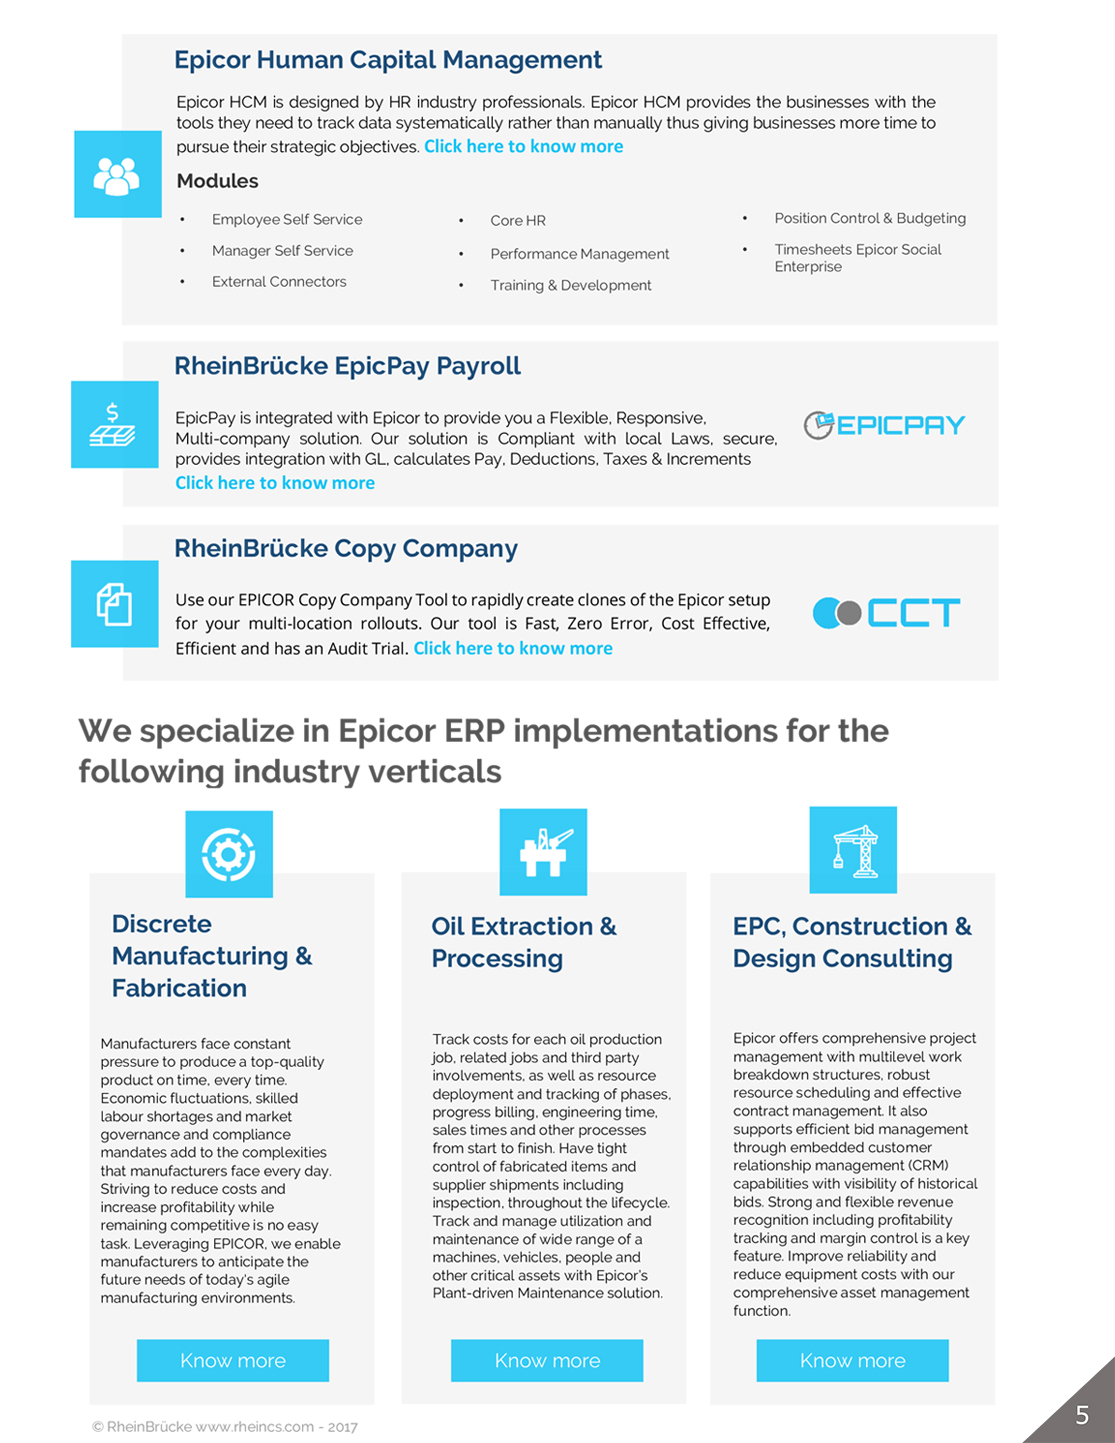 Epicor Human Capital Management
Epicor HCM is designed by HR industry professionals. Epicor HCM provides the businesses with the
tools they need to track data systematically rather than manually thus giving businesses more time to
pursue their strategic objectives. Click here to know more
Modules
• Employee Self Service
• Manager Self Service
• External Connectors
• Core HR
• Performance Management
• Training & Development
• Position Control & Budgeting
• Timesheets Epicor Social
Enterprise
RheinBrücke EpicPay Payroll
EpicPay is integrated with Epicor to provide you a Flexible, Responsive,
Multi-company solution. Our solution is Compliant with local Laws, secure,
provides integration with GL, calculates Pay, Deductions, Taxes & Increments
Click here to know more
EPICPAY
RheinBrücke Copy Company
Use our EPICOR Copy Company Tool to rapidly create clones of the Epicor setup
for your multi-location rollouts. Our tool is Fast, Zero Error, Cost Effective,
Efficient and has an Audit Trial. Click here to know more
CCT
We specialize in Epicor ERP implementations for the
following industry verticals
Discrete
Manufacturing &
Fabrication
Manufacturers face constant
pressure to produce a top-quality
product on time, every time.
Economic fluctuations, skilled
labour shortages and market
governance and compliance
mandates add to the complexities
that manufacturers face every day.
Striving to reduce costs and
increase profitability while
remaining competitive is no easy
task. Leveraging EPICOR, we enable
manufacturers to anticipate the
future needs of today's agile
manufacturing environments.
Know more
Oil Extraction &
Processing
Track costs for each oil production
job, related jobs and third party
involvements, as well as resource
deployment and tracking of phases,
progress billing, engineering time,
sales times and other processes
from start to finish. Have tight
control of fabricated items and
supplier shipments including
inspection, throughout the lifecycle.
Track and manage utilization and
maintenance of wide range of a
machines, vehicles, people and
other critical assets with Epicor's
Plant-driven Maintenance solution.
Know more
EPC, Construction &
Design Consulting
Epicor offers comprehensive project
management with multilevel work
breakdown structures, robust
resource scheduling and effective
contract management. It also
supports efficient bid management
through embedded customer
relationship management (CRM)
capabilities with visibility of historical
bids. Strong and flexible revenue
recognition including profitability
tracking and margin control is a key
feature. Improve reliability and
reduce equipment costs with our
comprehensive asset management
function.
Know more
© RheinBrücke www.rheincs.com - 2017
5